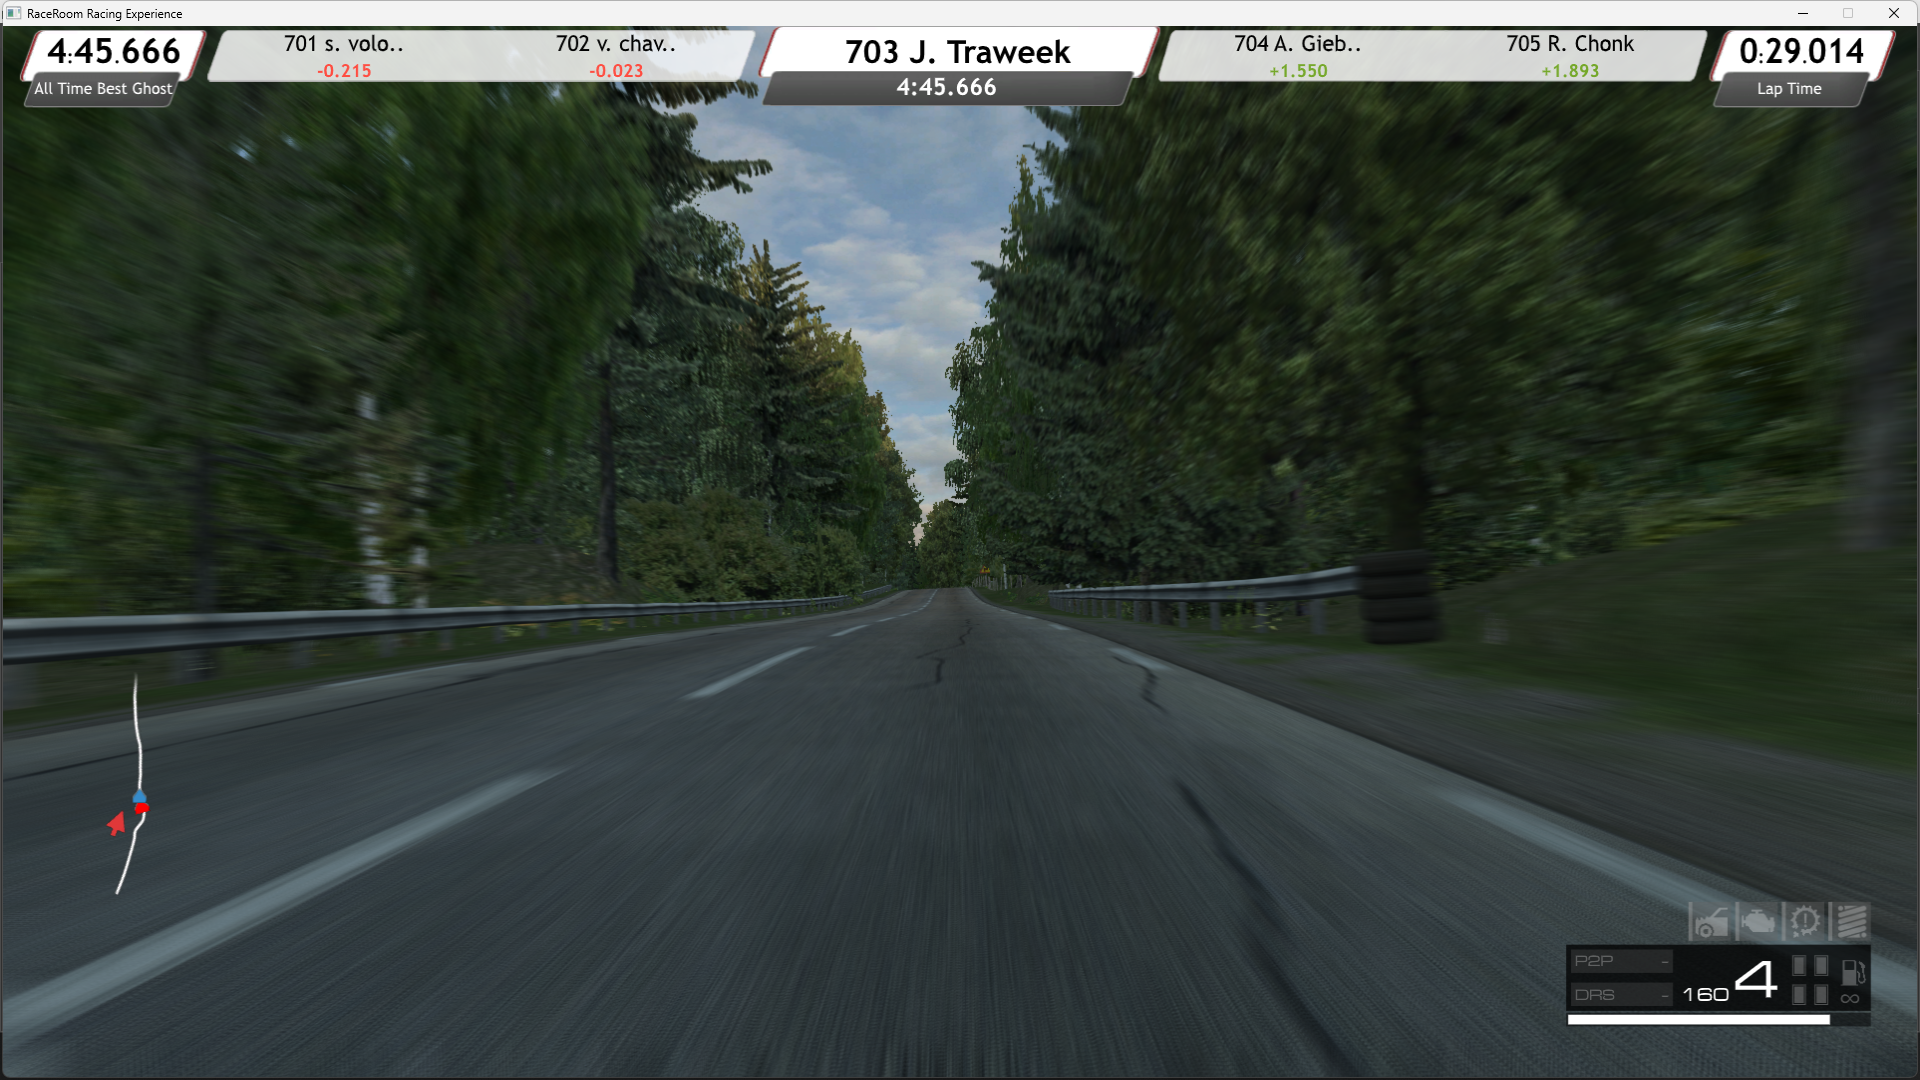 RaceRoom Racing Experience
4:45.666
All Time Best Ghost
701 s. volo..
-0.215
702 v. chav..
-0.023
703 J. Traweek
4:45.666
704 A. Gieb..
+1.550
705 R. Chonk
+1.893
0:29.014
Lap Time
P2P -
DRS -
160 4
∞